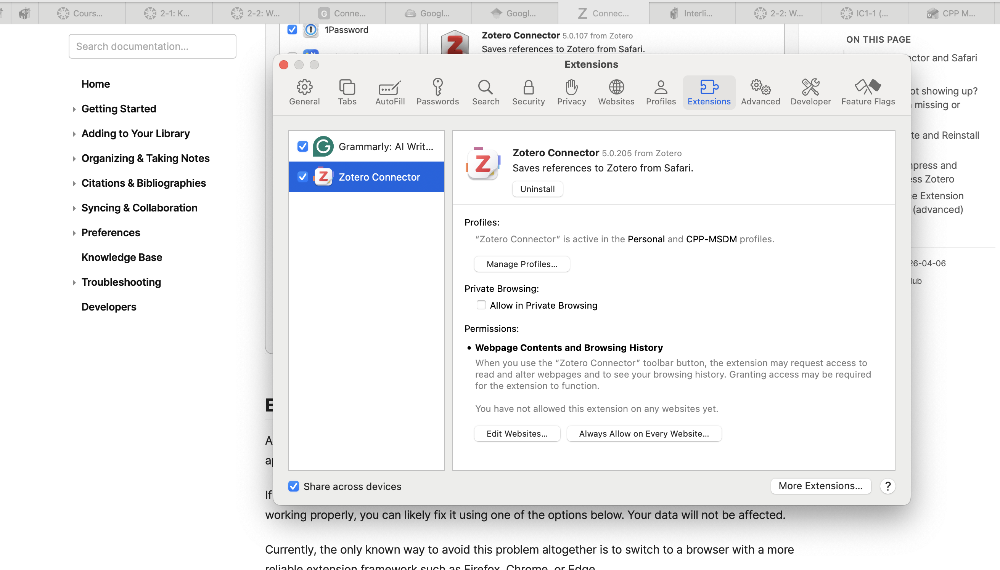 Cours...
2-1: K...
2-2: W...
G Conne...
Googl...
Googl...
Z Connec...
Interli...
2-2: W...
IC1-1 (...
CPP M...
Search documentation...
Home
Getting Started
Adding to Your Library
Organizing & Taking Notes
Citations & Bibliographies
Syncing & Collaboration
Preferences
Knowledge Base
Troubleshooting
Developers
1Password
Zotero Connector 5.0.107 from Zotero
Saves references to Zotero from Safari.
Extensions
General
Tabs
AutoFill
Passwords
Search
Security
Privacy
Websites
Profiles
Extensions
Advanced
Developer
Feature Flags
Grammarly: AI Writ...
Zotero Connector
Zotero Connector 5.0.205 from Zotero
Saves references to Zotero from Safari.
Uninstall
Profiles:
“Zotero Connector” is active in the Personal and CPP-MSDM profiles.
Manage Profiles...
Private Browsing:
Allow in Private Browsing
Permissions:
• Webpage Contents and Browsing History
When you use the “Zotero Connector” toolbar button, the extension may request access to
read and alter webpages and to see your browsing history. Granting access may be required
for the extension to function.
You have not allowed this extension on any websites yet.
Edit Websites...
Always Allow on Every Website...
Share across devices
More Extensions...
?
E
A
If
working properly, you can likely fix it using one of the options below. Your data will not be affected.
Currently, the only known way to avoid this problem altogether is to switch to a browser with a more
reliable extension framework such as Firefox, Chrome, or Edge.
ON THIS PAGE
ector and Safari
ot showing up?
missing or
te and Reinstall
press and
ess Zotero
ce Extension
(advanced)
26-04-06